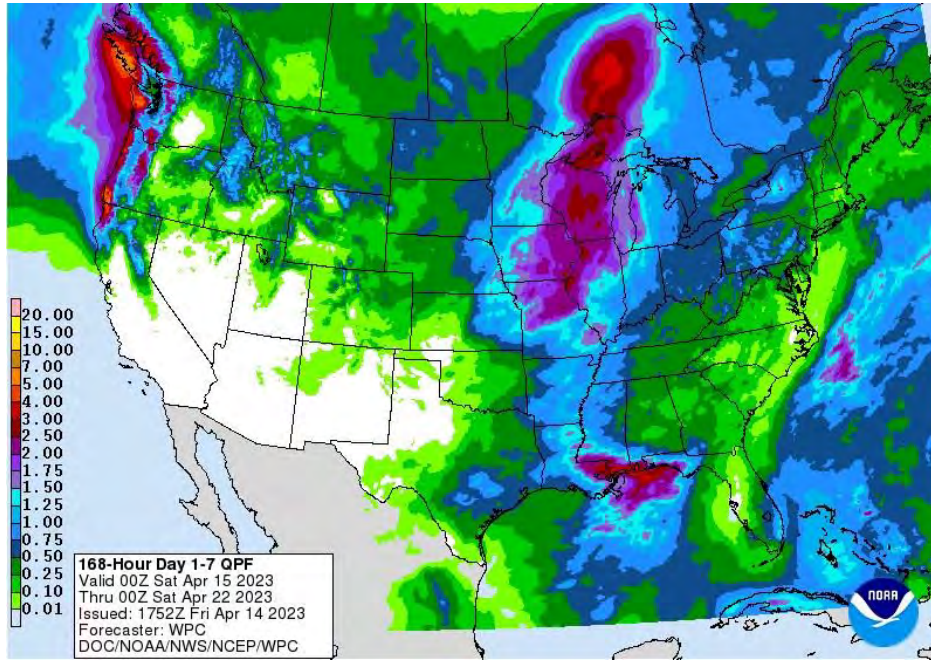 20.00
15.00
10.00
7.00
5.00
4.00
3.00
2.50
2.00
1.75
1.50
1.25
1.00
0.75
0.50
0.25
0.10
0.01
168-Hour Day 1-7 QPF
Valid 00Z Sat Apr 15 2023
Thru 00Z Sat Apr 22 2023
Issued: 1752Z Fri Apr 14 2023
Forecaster: WPC
DOC/NOAA/NWS/NCEP/WPC
NOAA